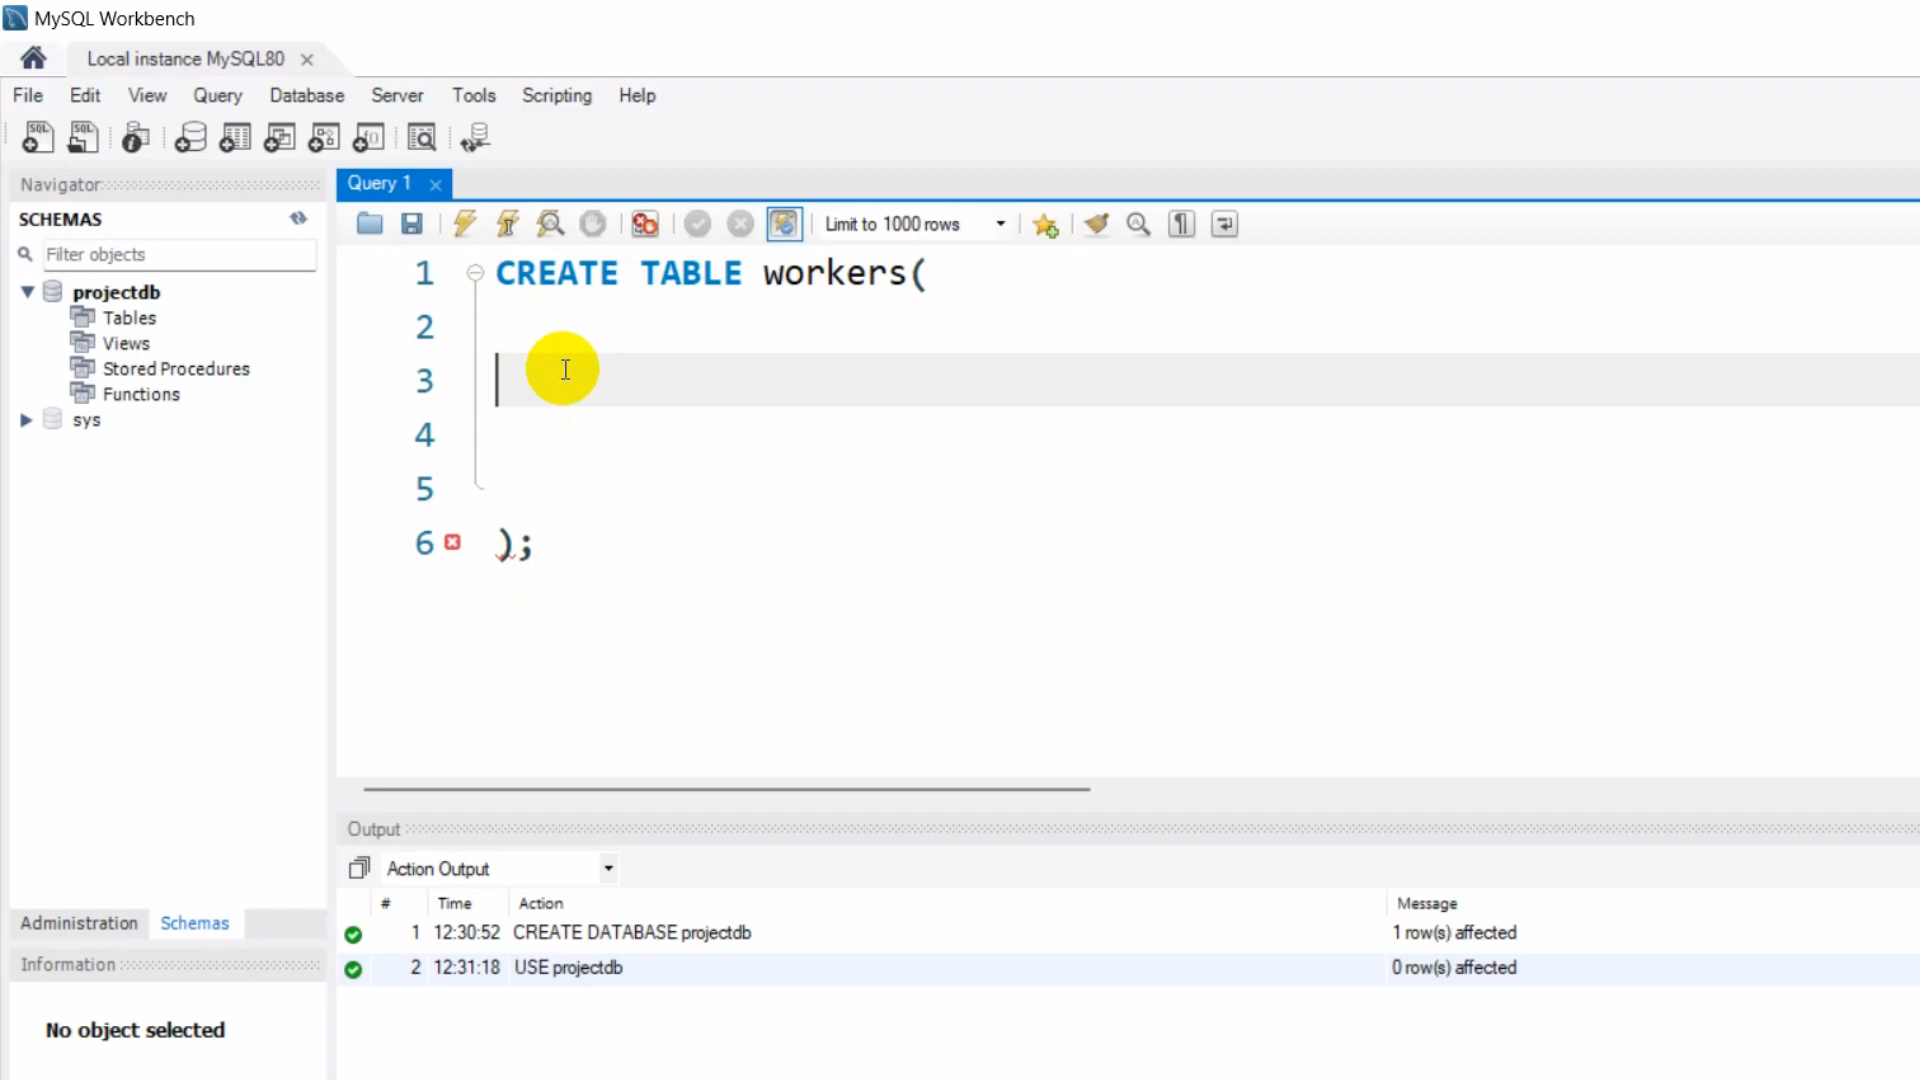 MySQL Workbench
Local instance MySQL80
File Edit View Query Database Server Tools Scripting Help
Navigator
Query 1
SCHEMAS
Limit to 1000 rows
Filter objects
projectdb
Tables
Views
Stored Procedures
Functions
sys
1 CREATE TABLE workers(
2
3
4
5
6 );
Output
Action Output
# Time Action Message
1 12:30:52 CREATE DATABASE projectdb 1 row(s) affected
2 12:31:18 USE projectdb 0 row(s) affected
Administration Schemas
Information
No object selected